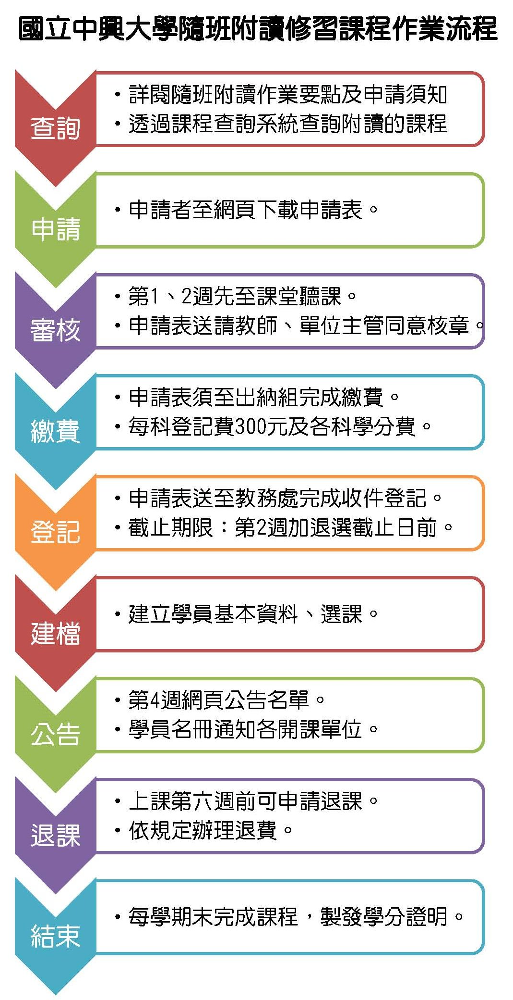 國立中興大學隨班附讀修習課程作業流程
查詢
•詳閱隨班附讀作業要點及申請須知
•透過課程查詢系統查詢附讀的課程
申請
•申請者至網頁下載申請表。
審核
•第1、2週先至課堂聽課。
•申請表送請教師、單位主管同意核章。
繳費
•申請表須至出納組完成繳費。
•每科登記費300元及各科學分費。
登記
•申請表送至教務處完成收件登記。
•截止期限：第2週加退選截止日前。
建檔
•建立學員基本資料、選課。
公告
•第4週網頁公告名單。
•學員名冊通知各開課單位。
退課
•上課第六週前可申請退課。
•依規定辦理退費。
結束
•每學期末完成課程，製發學分證明。